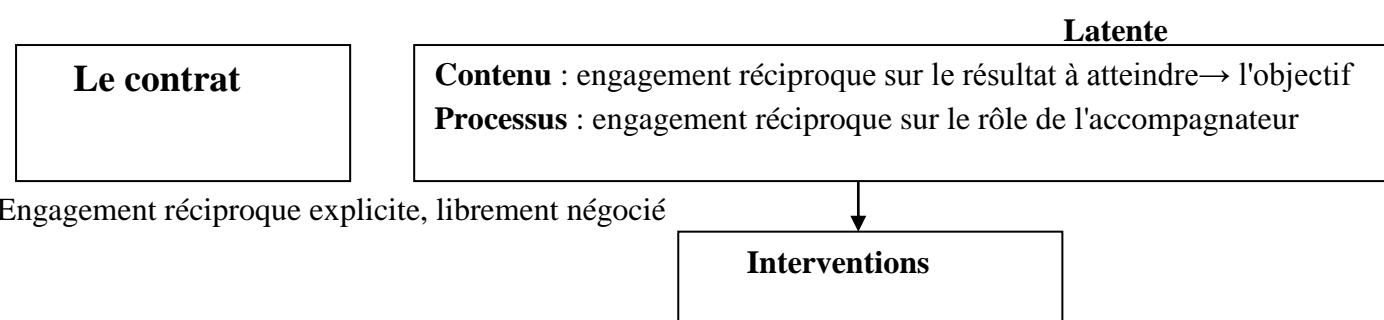 Latente
Le contrat
Contenu : engagement réciproque sur le résultat à atteindre→ l'objectif
Processus : engagement réciproque sur le rôle de l'accompagnateur
Engagement réciproque explicite, librement négocié
Interventions